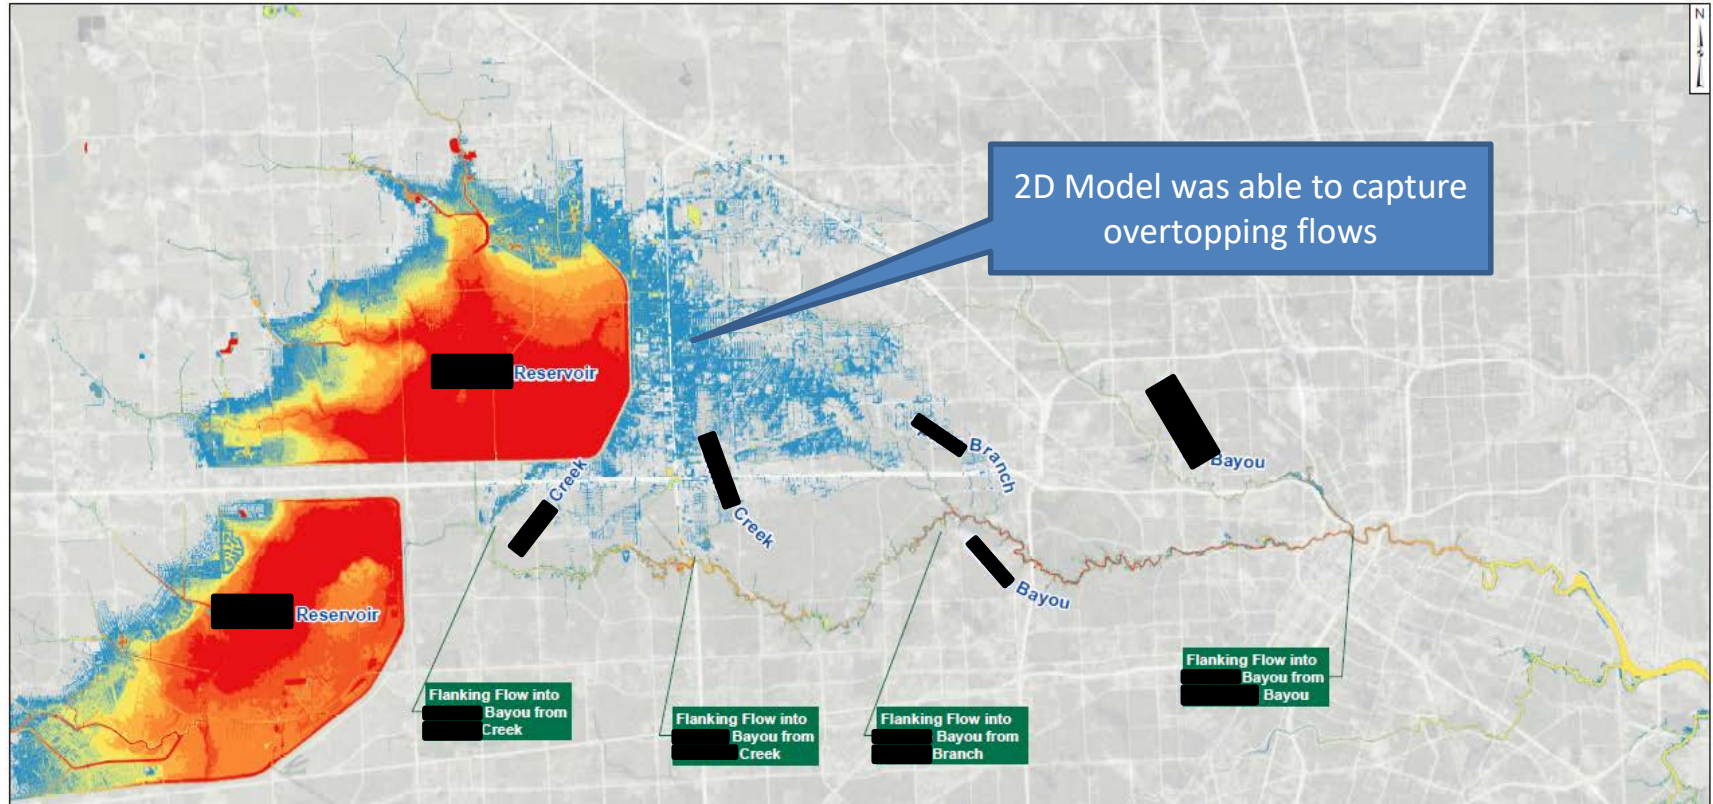 N
2D Model was able to capture
overtopping flows
Reservoir
Creek
Creek
Branch
Bayou
Bayou
Reservoir
Flanking Flow into
Bayou from
Creek
Flanking Flow into
Bayou from
Creek
Flanking Flow into
Bayou from
Branch
Flanking Flow into
Bayou from
Bayou